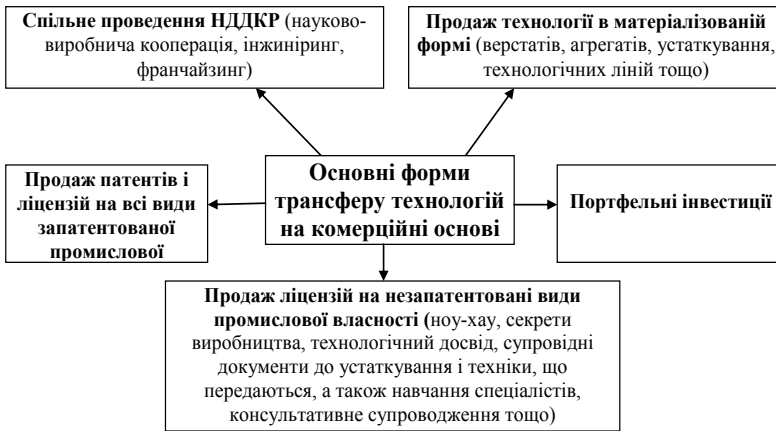 Спільне проведення НДДКР (науково-
виробнича кооперація, інжиніринг,
франчайзинг)
Продаж технології в матеріалізованій
формі (верстатів, агрегатів, устаткування,
технологічних ліній тощо)
Продаж патентів і
ліцензій на всі види
запатентованої
промислової
Основні форми
трансферу технологій
на комерційні основі
Портфельні інвестиції
Продаж ліцензій на незапатентовані види
промислової власності (ноу-хау, секрети
виробництва, технологічний досвід, супровідні
документи до устаткування і техніки, що
передаються, а також навчання спеціалістів,
консультативне супроводження тощо)